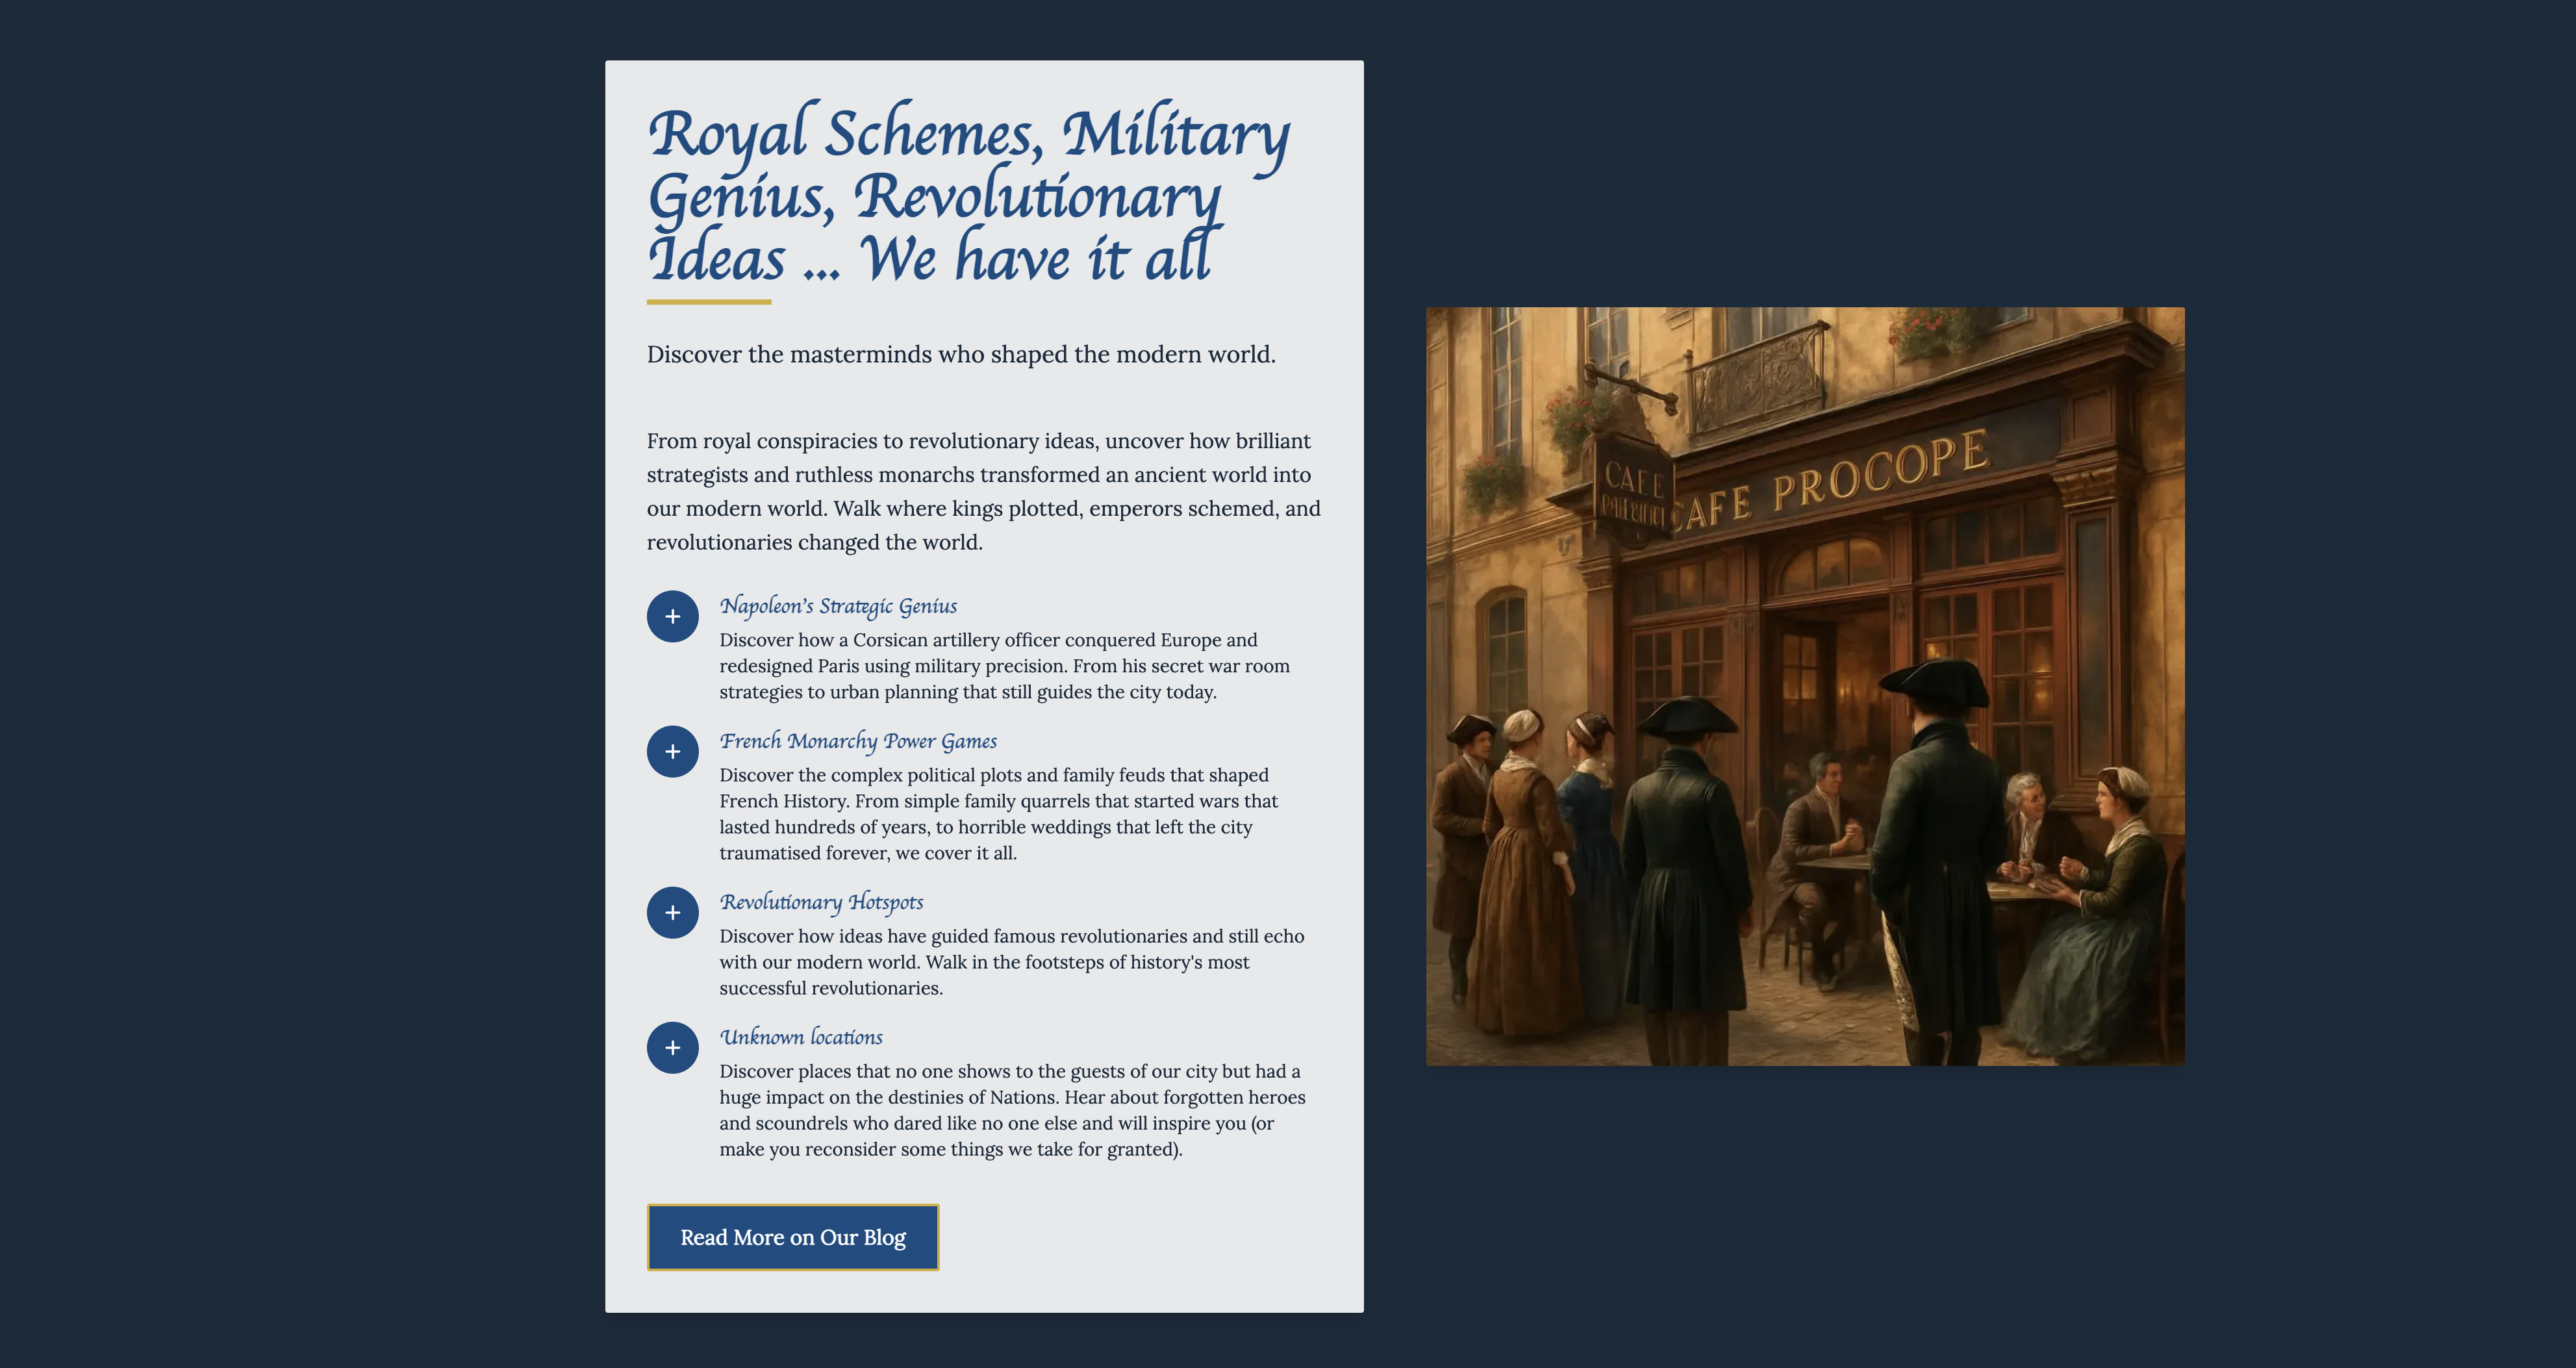 Royal Schemes, Military
Genius, Revolutionary
Ideas ... We have it all
Discover the masterminds who shaped the modern world.
From royal conspiracies to revolutionary ideas, uncover how brilliant
strategists and ruthless monarchs transformed an ancient world into
our modern world. Walk where kings plotted, emperors schemed, and
revolutionaries changed the world.
Napoleon's Strategic Genius
Discover how a Corsican artillery officer conquered Europe and
redesigned Paris using military precision. From his secret war room
strategies to urban planning that still guides the city today.
French Monarchy Power Games
Discover the complex political plots and family feuds that shaped
French History. From simple family quarrels that started wars that
lasted hundreds of years, to horrible weddings that left the city
traumatised forever, we cover it all.
Revolutionary Hotspots
Discover how ideas have guided famous revolutionaries and still echo
with our modern world. Walk in the footsteps of history's most
successful revolutionaries.
Unknown locations
Discover places that no one shows to the guests of our city but had a
huge impact on the destinies of Nations. Hear about forgotten heroes
and scoundrels who dared like no one else and will inspire you (or
make you reconsider some things we take for granted).
Read More on Our Blog
CAFE
CAFE PROCOPE